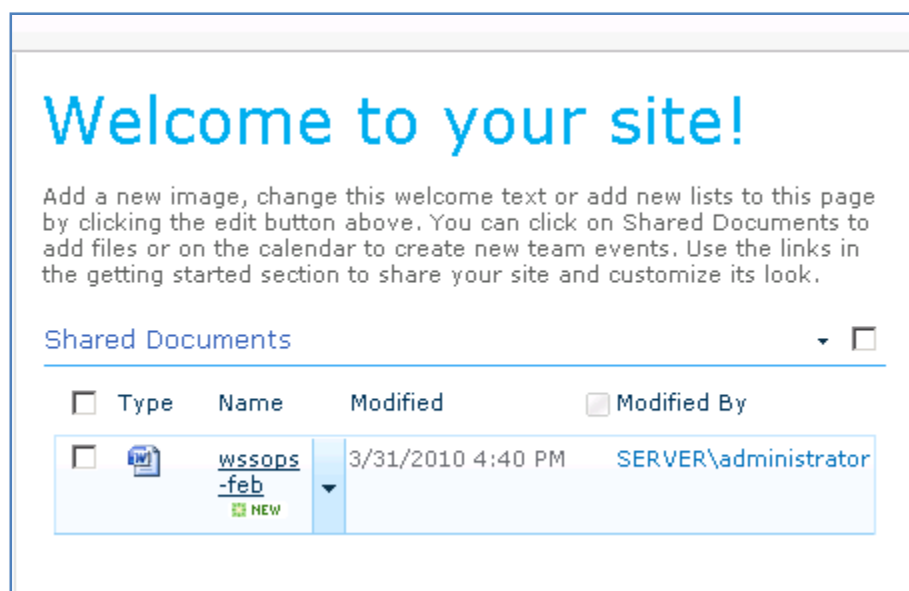 Welcome to your site!
Add a new image, change this welcome text or add new lists to this page
by clicking the edit button above. You can click on Shared Documents to
add files or on the calendar to create new team events. Use the links in
the getting started section to share your site and customize its look.
Shared Documents
Type Name Modified Modified By
wssops 3/31/2010 4:40 PM SERVER\administrator
-feb
NEW